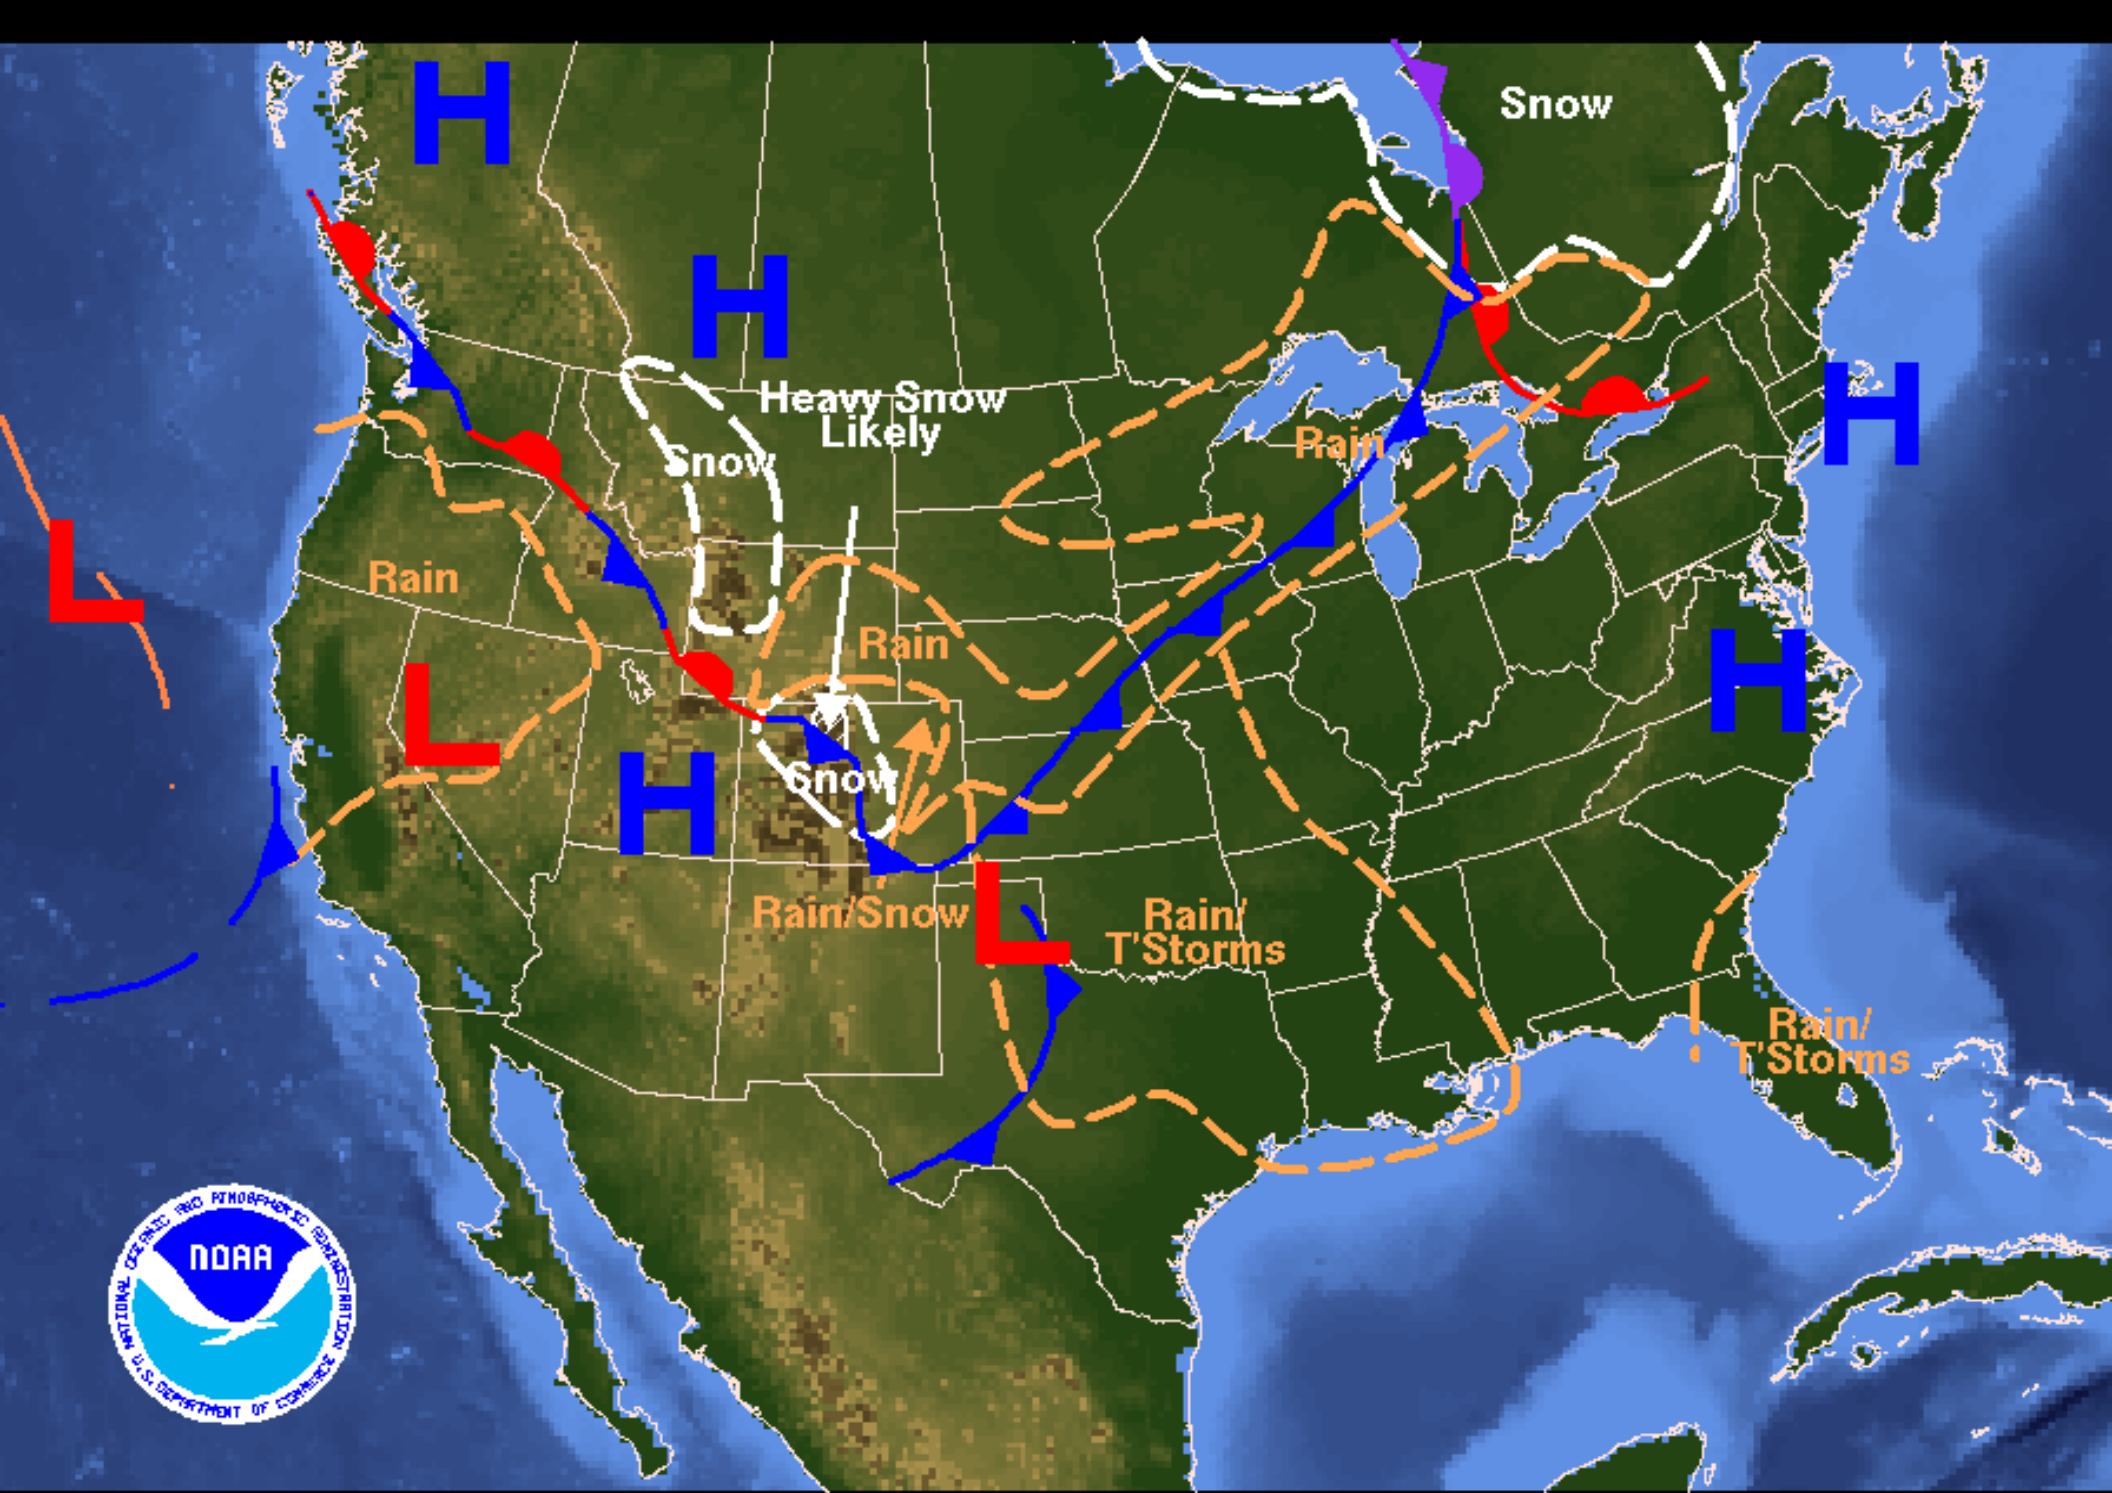 H
Snow
H
H
Heavy Snow
Likely
Rain
Snow
L
Rain
Rain
H
L
H
Snow
L
Rain/Snow
Rain/
T'Storms
Rain/
T'Storms
NOAA
NATIONAL OCEANIC AND ATMOSPHERIC ADMINISTRATION
U.S. DEPARTMENT OF COMMERCE